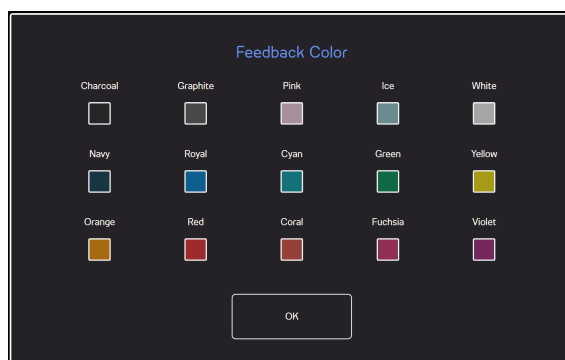 Feedback Color
Charcoal Graphite Pink Ice White
Navy Royal Cyan Green Yellow
Orange Red Coral Fuchsia Violet
OK